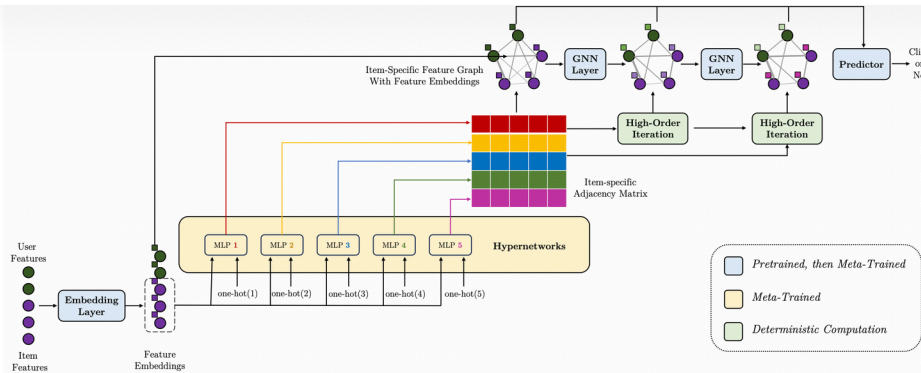 Item-Specific Feature Graph
With Feature Embeddings
GNN
Layer
GNN
Layer
Predictor
High-Order
Iteration
High-Order
Iteration
Item-specific
Adjacency Matrix
MLP 1
MLP 2
MLP 3
MLP 4
MLP 5
Hypernetworks
one-hot(1)
one-hot(2)
one-hot(3)
one-hot(4)
one-hot(5)
User
Features
Embedding
Layer
Item
Features
Feature
Embeddings
Pretrained, then Meta-Trained
Meta-Trained
Deterministic Computation